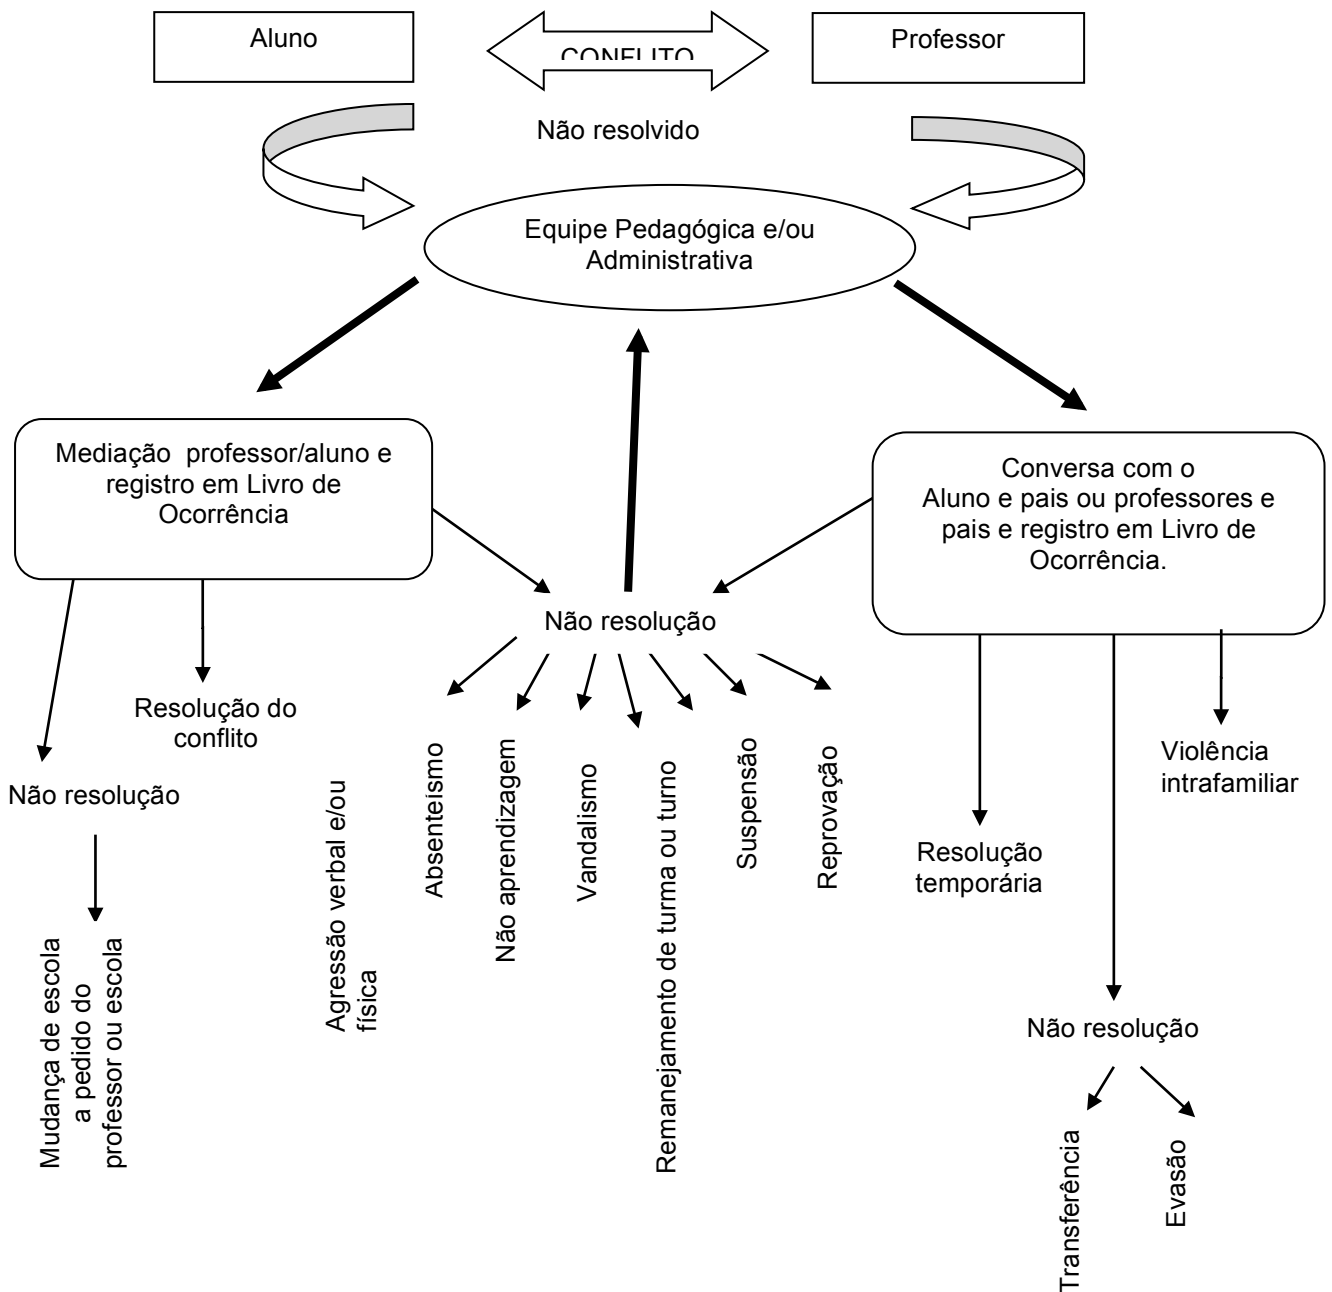 Aluno
CONFLITO
Professor
Não resolvido
Equipe Pedagógica e/ou
Administrativa
Mediação professor/aluno e
registro em Livro de
Ocorrência
Conversa com o
Aluno e pais ou professores e
pais e registro em Livro de
Ocorrência.
Não resolução
Resolução do
conflito
Não resolução
Mudança de escola
a pedido do
professor ou escola
Agressão verbal e/ou
física
Absenteísmo
Não aprendizagem
Vandalismo
Remanejamento de turma ou turno
Suspensão
Reprovação
Violência
intrafamiliar
Resolução
temporária
Não resolução
Transferência
Evasão